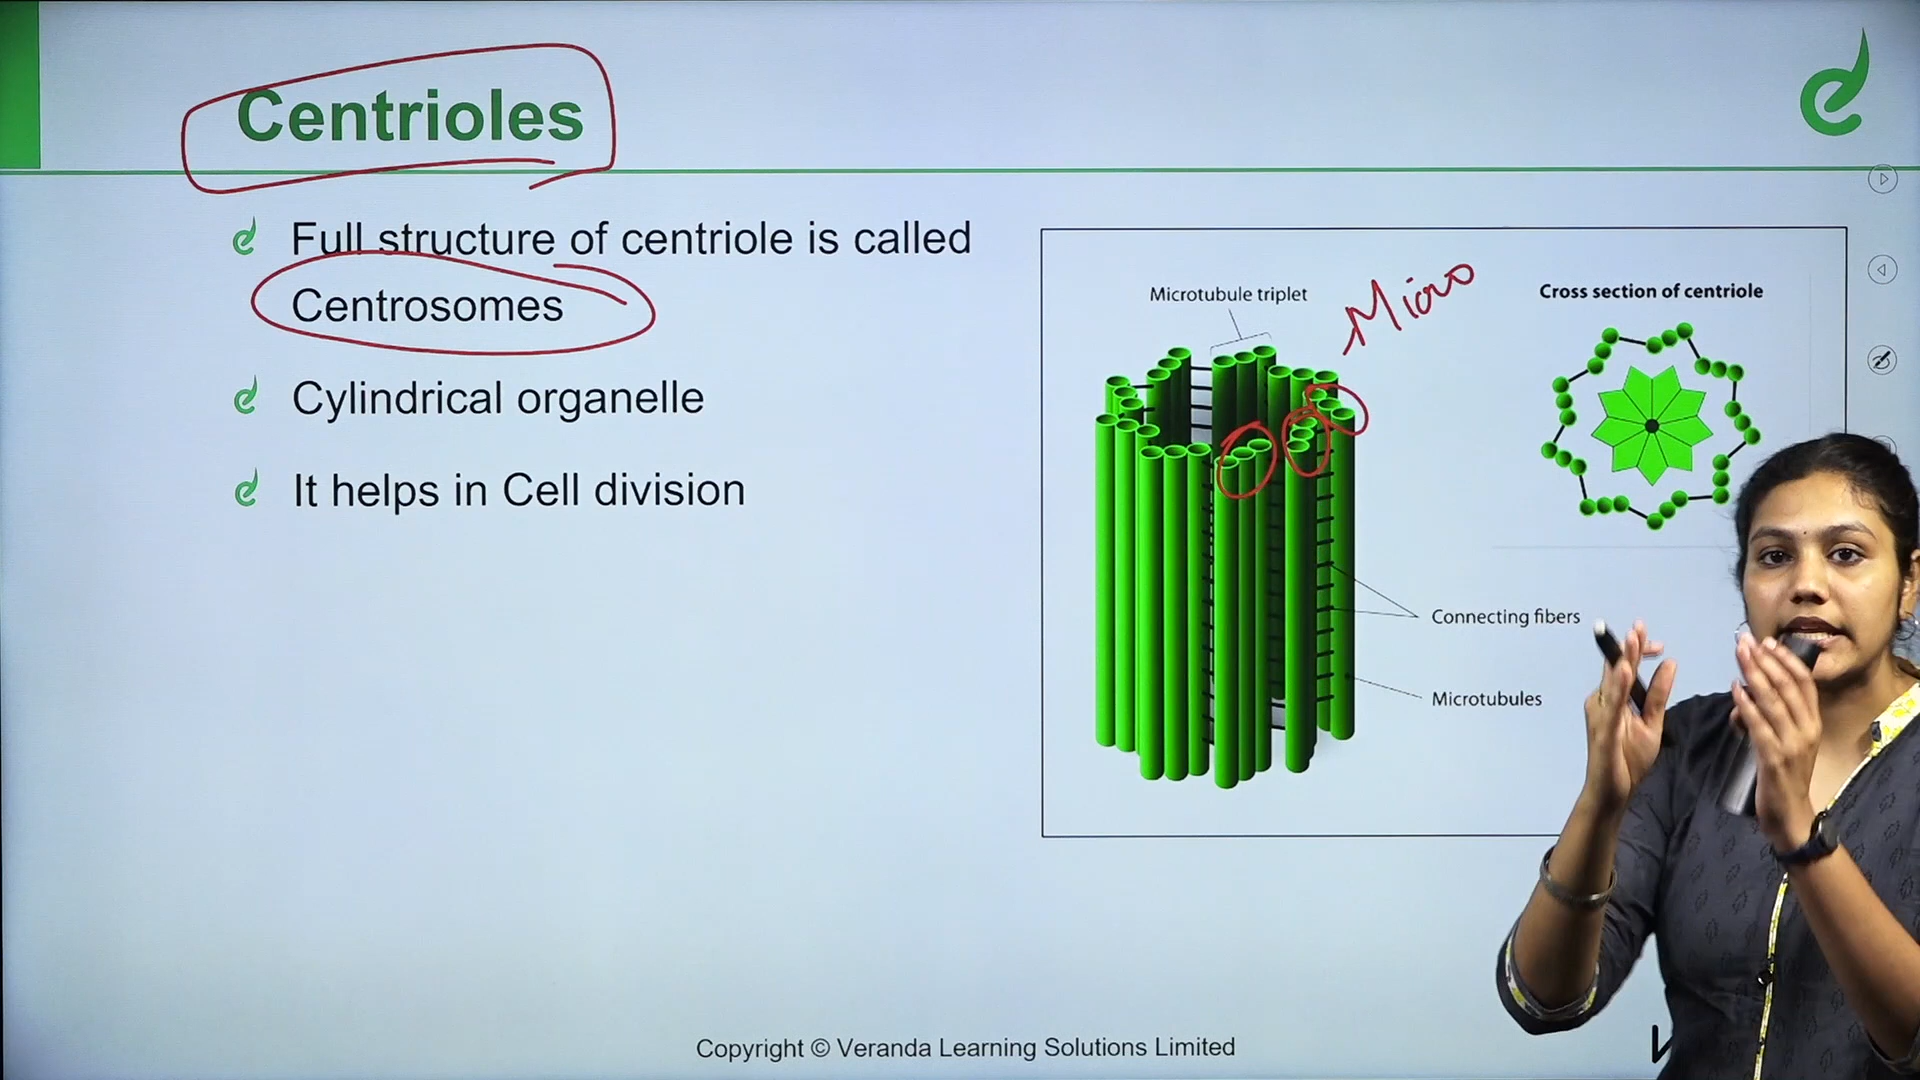 Centrioles
Full structure of centriole is called
Centrosomes
Cylindrical organelle
It helps in Cell division
Microtubule triplet
Micro
Cross section of centriole
Connecting fibers
Microtubules
Copyright © Veranda Learning Solutions Limited